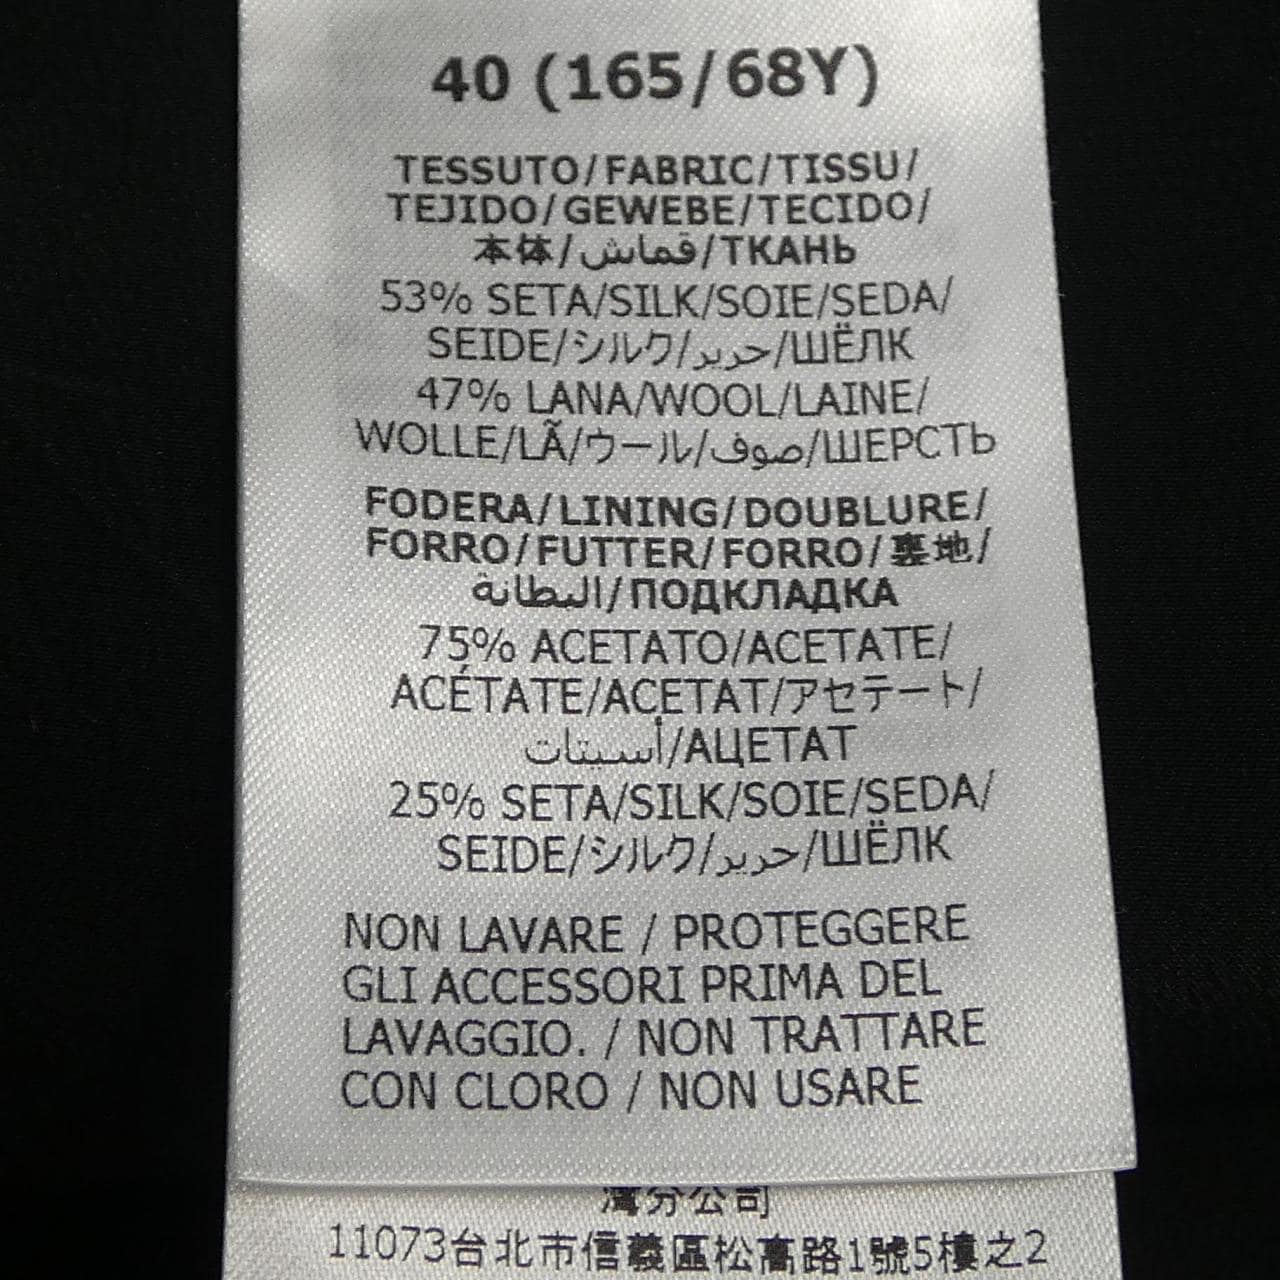 40 (165/68Y)
TESSUTO/FABRIC/TISSU/
TEJIDO/GEWEBE/TECIDO/
本体/قماش/ТКАНЬ
53% SETA/SILK/SOIE/SEDA/
SEIDE/シルク/حرير/ШЁЛК
47% LANA/WOOL/LAINE/
WOLLE/LÃ/ウール/صوف/ШЕРСТЬ
FODERA/LINING/DOUBLURE/
FORRO/FUTTER/FORRO/裏地/
البطانة/ПОДКЛАДКА
75% ACETATO/ACETATE/
ACÉTATE/ACETAT/アセテート/
أسيتات/АЦЕТАТ
25% SETA/SILK/SOIE/SEDA/
SEIDE/シルク/حرير/ШЁЛК
NON LAVARE / PROTEGGERE
GLI ACCESSORI PRIMA DEL
LAVAGGIO. / NON TRATTARE
CON CLORO / NON USARE
灣分公司
11073台北市信義區松高路1號5樓之2